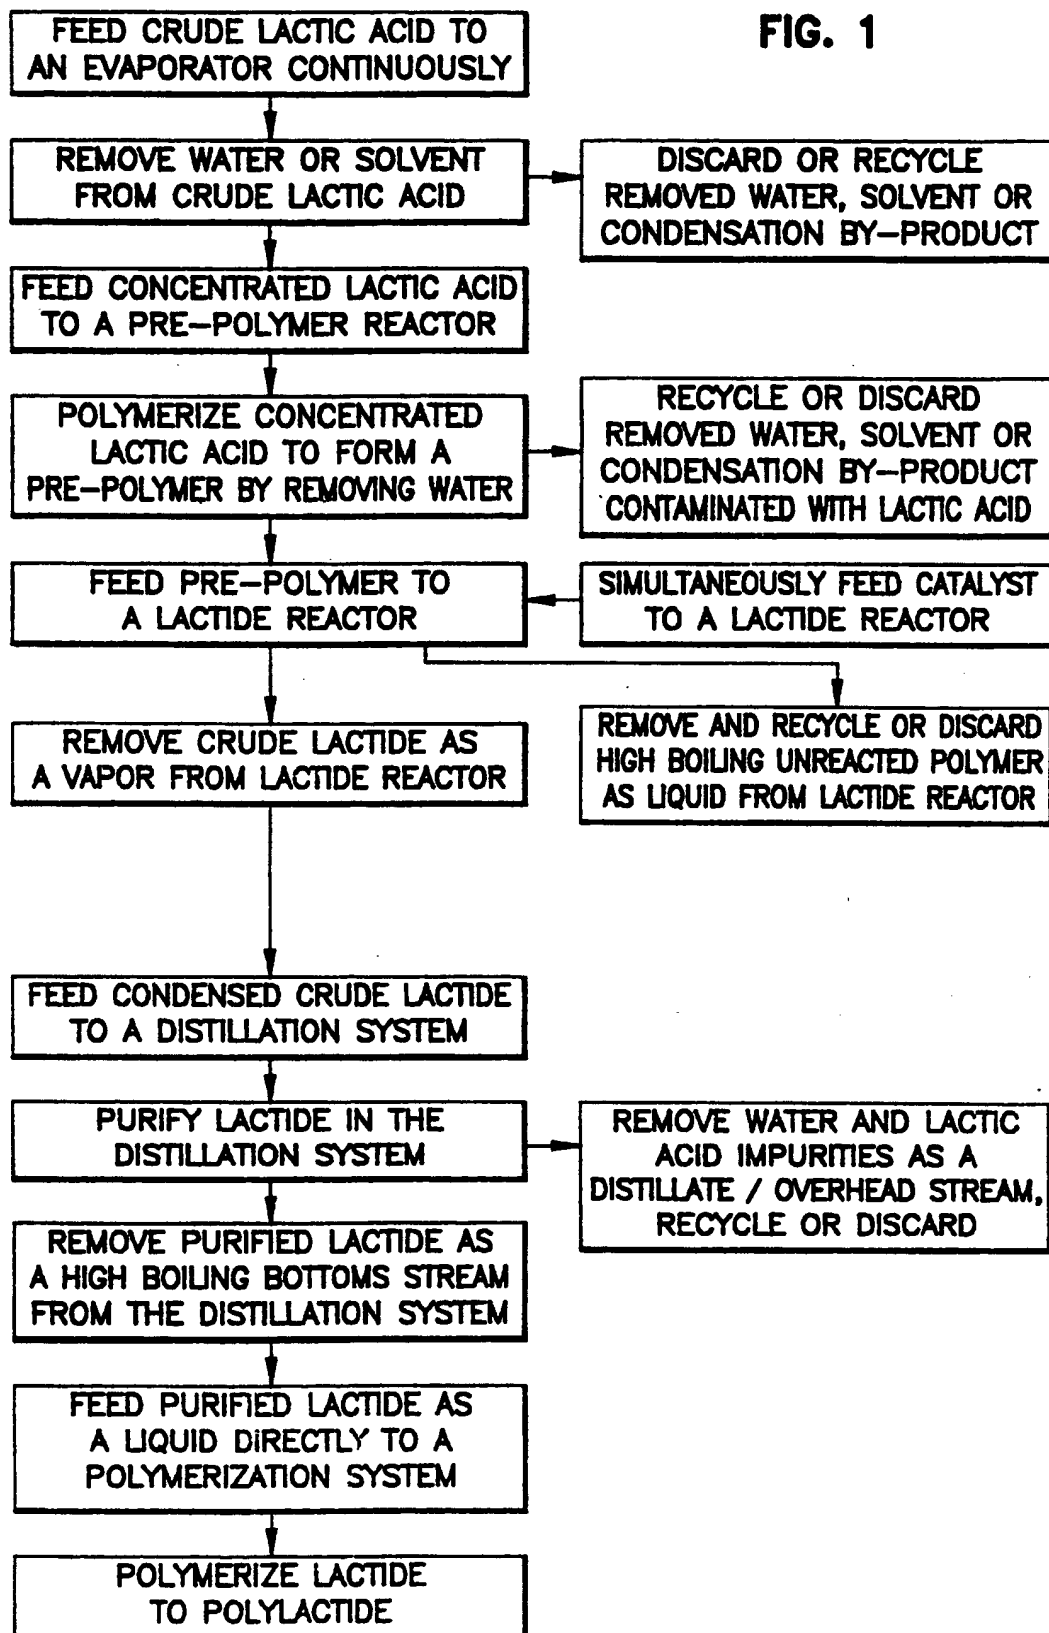 FIG. 1
FEED CRUDE LACTIC ACID TO
AN EVAPORATOR CONTINUOUSLY
REMOVE WATER OR SOLVENT
FROM CRUDE LACTIC ACID
DISCARD OR RECYCLE
REMOVED WATER, SOLVENT OR
CONDENSATION BY-PRODUCT
FEED CONCENTRATED LACTIC ACID
TO A PRE-POLYMER REACTOR
POLYMERIZE CONCENTRATED
LACTIC ACID TO FORM A
PRE-POLYMER BY REMOVING WATER
RECYCLE OR DISCARD
REMOVED WATER, SOLVENT OR
CONDENSATION BY-PRODUCT
CONTAMINATED WITH LACTIC ACID
FEED PRE-POLYMER TO
A LACTIDE REACTOR
SIMULTANEOUSLY FEED CATALYST
TO A LACTIDE REACTOR
REMOVE CRUDE LACTIDE AS
A VAPOR FROM LACTIDE REACTOR
REMOVE AND RECYCLE OR DISCARD
HIGH BOILING UNREACTED POLYMER
AS LIQUID FROM LACTIDE REACTOR
FEED CONDENSED CRUDE LACTIDE
TO A DISTILLATION SYSTEM
PURIFY LACTIDE IN THE
DISTILLATION SYSTEM
REMOVE WATER AND LACTIC
ACID IMPURITIES AS A
DISTILLATE / OVERHEAD STREAM,
RECYCLE OR DISCARD
REMOVE PURIFIED LACTIDE AS
A HIGH BOILING BOTTOMS STREAM
FROM THE DISTILLATION SYSTEM
FEED PURIFIED LACTIDE AS
A LIQUID DIRECTLY TO A
POLYMERIZATION SYSTEM
POLYMERIZE LACTIDE
TO POLYLACTIDE